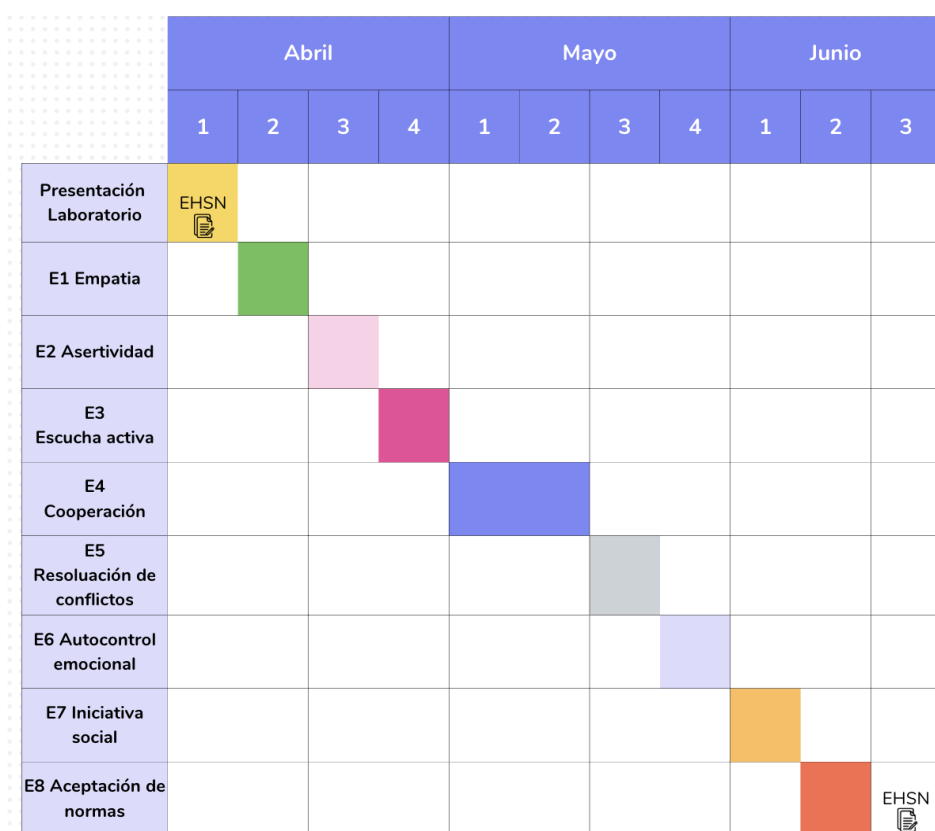 Abril Mayo Junio
1 2 3 4 1 2 3 4 1 2 3
Presentación
Laboratorio
EHSN
E1 Empatia
E2 Asertividad
E3
Escucha activa
E4
Cooperación
E5
Resoluación de
conflictos
E6 Autocontrol
emocional
E7 Iniciativa
social
E8 Aceptación de
normas
EHSN